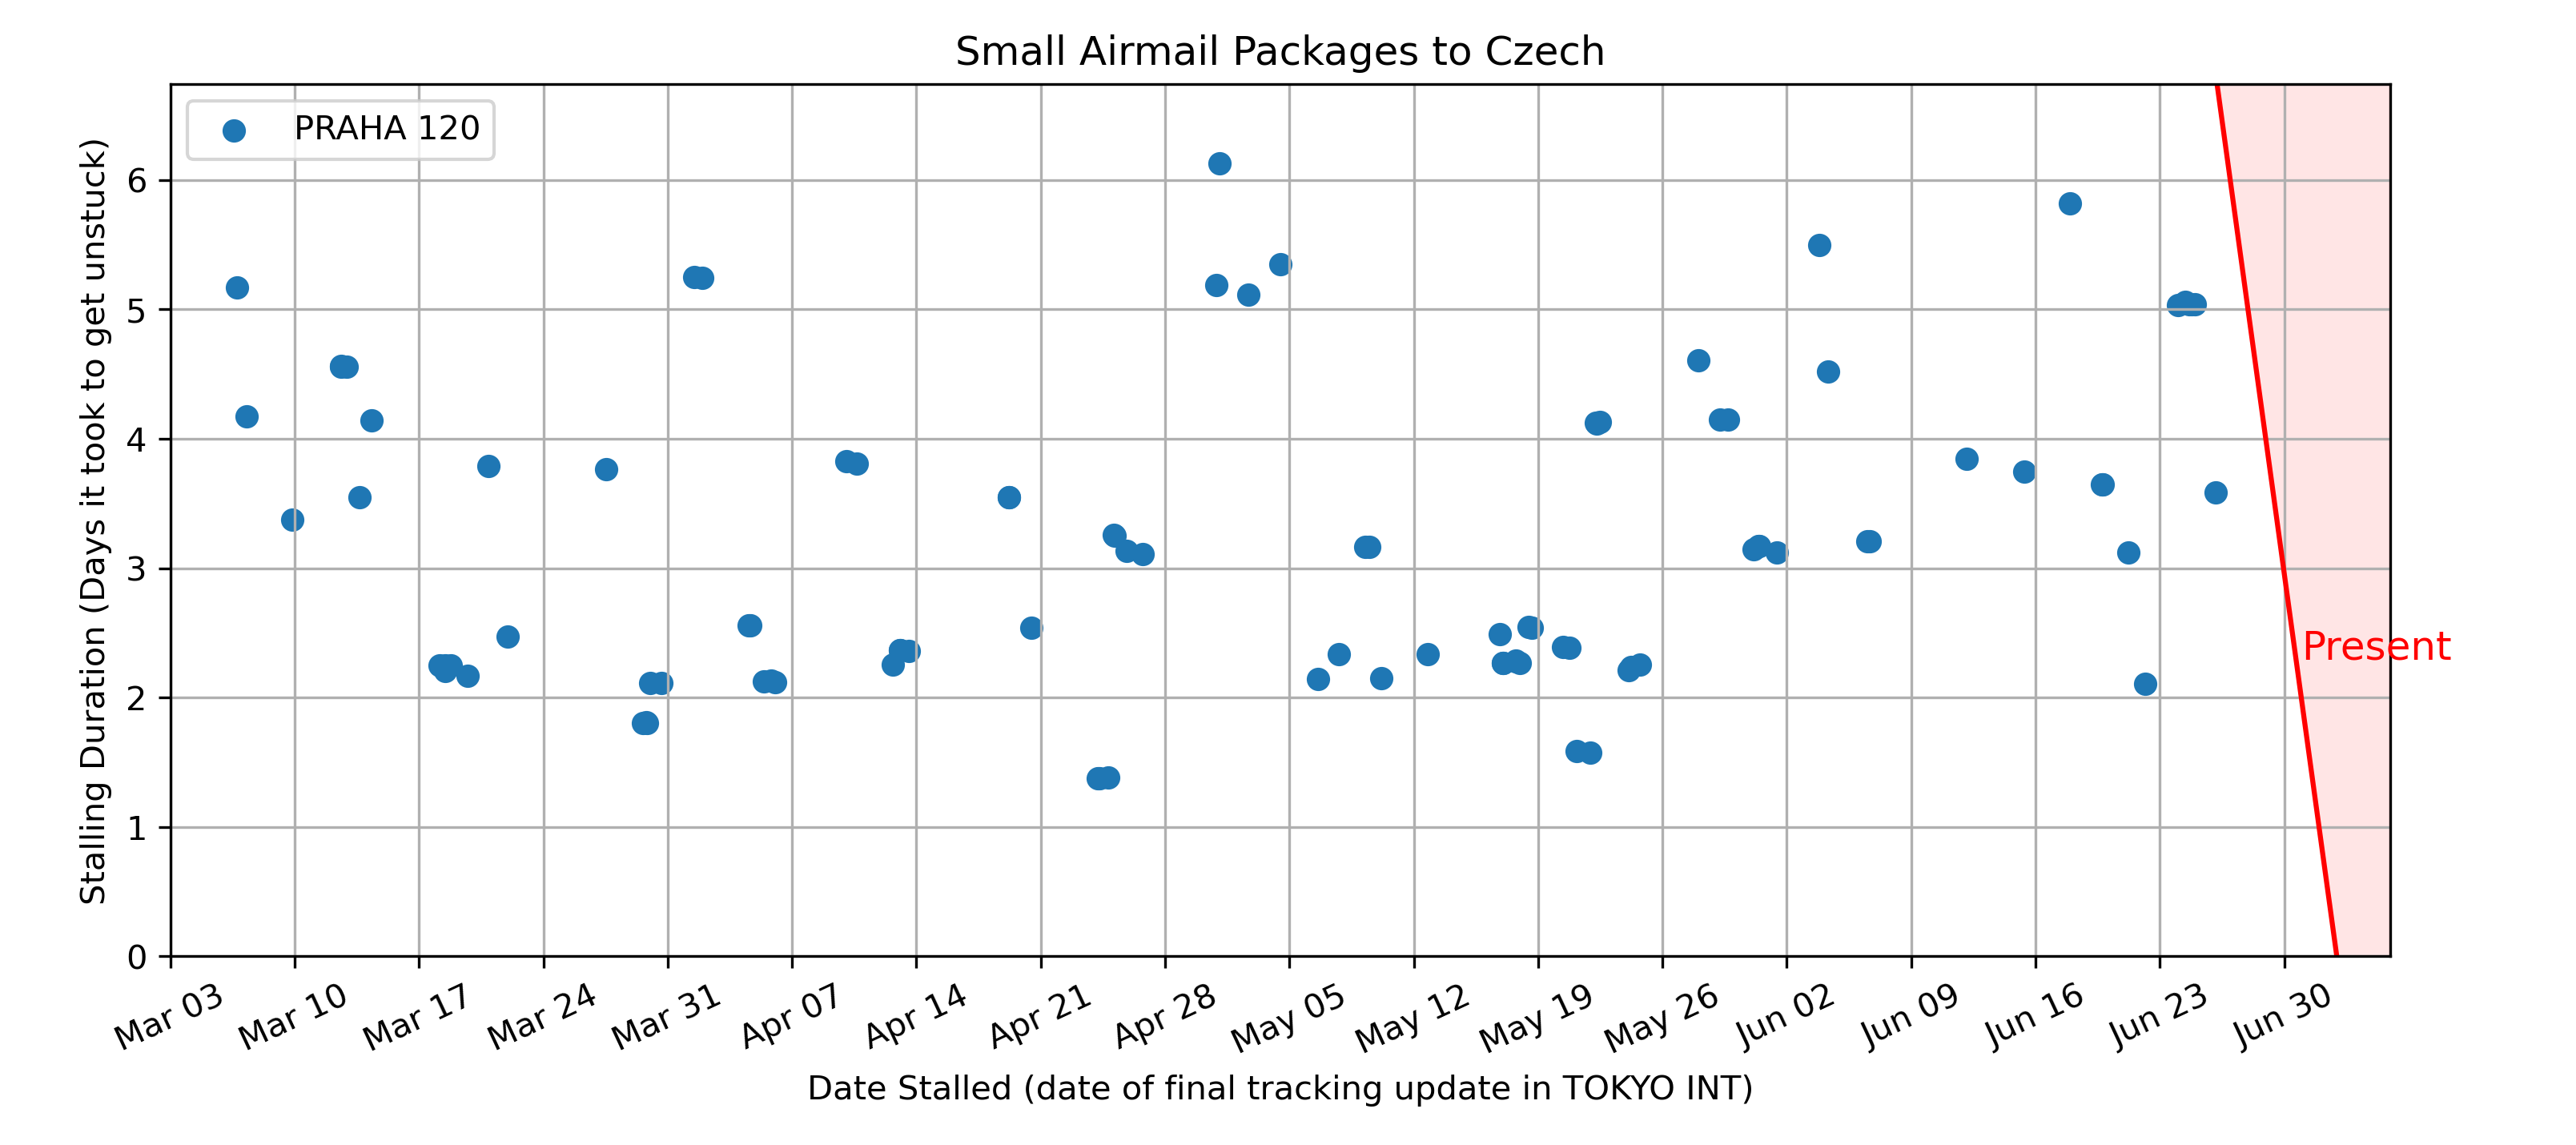 Small Airmail Packages to Czech
PRAHA 120
Stalling Duration (Days it took to get unstuck)
6
5
4
3
2
1
0
Present
Mar 03
Mar 10
Mar 17
Mar 24
Mar 31
Apr 07
Apr 14
Apr 21
Apr 28
May 05
May 12
May 19
May 26
Jun 02
Jun 09
Jun 16
Jun 23
Jun 30
Date Stalled (date of final tracking update in TOKYO INT)